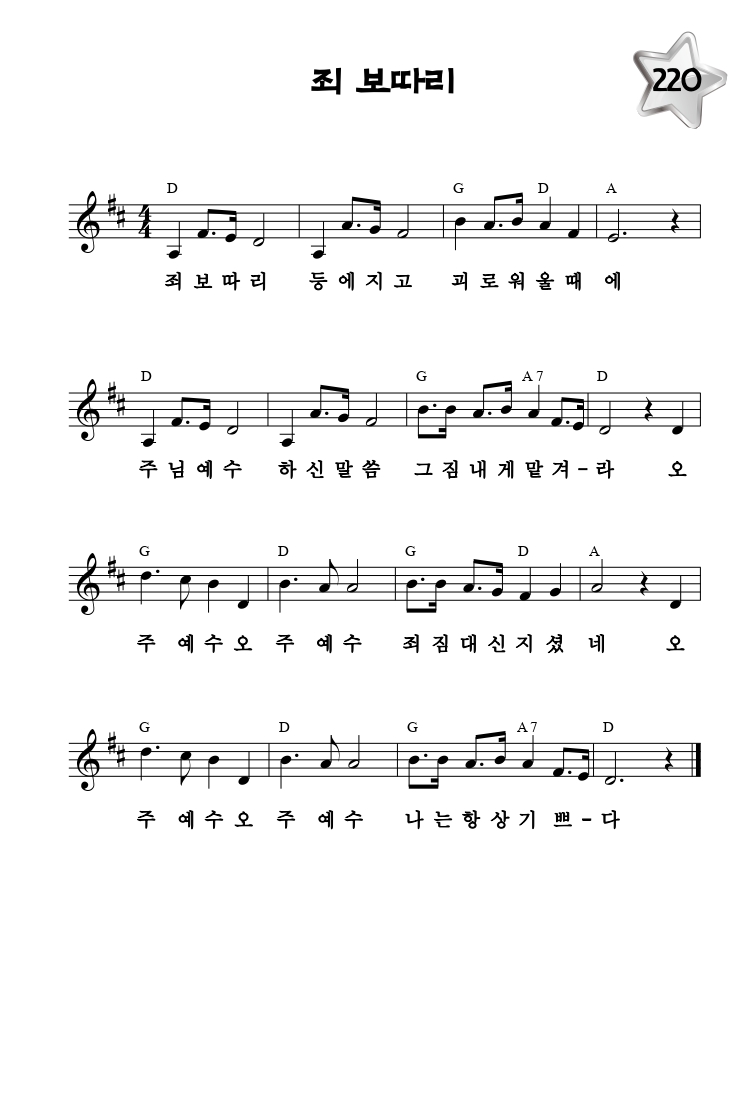 죄 보따리
220
D G D A
죄 보 따 리 등 에 지 고 괴 로 워 울 때 에
D G A7 D
주 님 예 수 하 신 말 씀 그 짐 내 게 맡 겨 - 라 오
G D G D A
주 예 수 오 주 예 수 죄 짐 대 신 지 셨 네 오
G D G A7 D
주 예 수 오 주 예 수 나 는 항 상 기 쁘 - 다